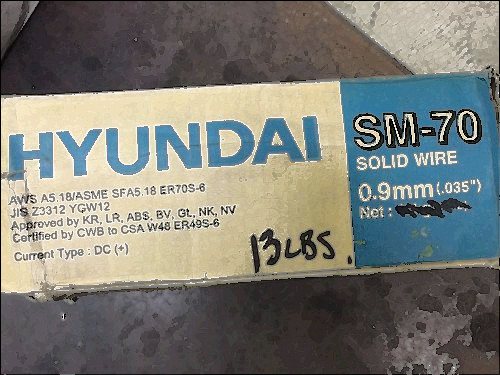 HYUNDAI
AWS A5.18/ASME SFA5.18 ER70S-6
JIS Z3312 YGW12
Approved by KR, LR, ABS, BV, GL, NK, NV
Certified by CWB to CSA W48 ER49S-6
Current Type : DC (+)
13 LBS.
SM-70
SOLID WIRE
0.9mm (.035")
Net :